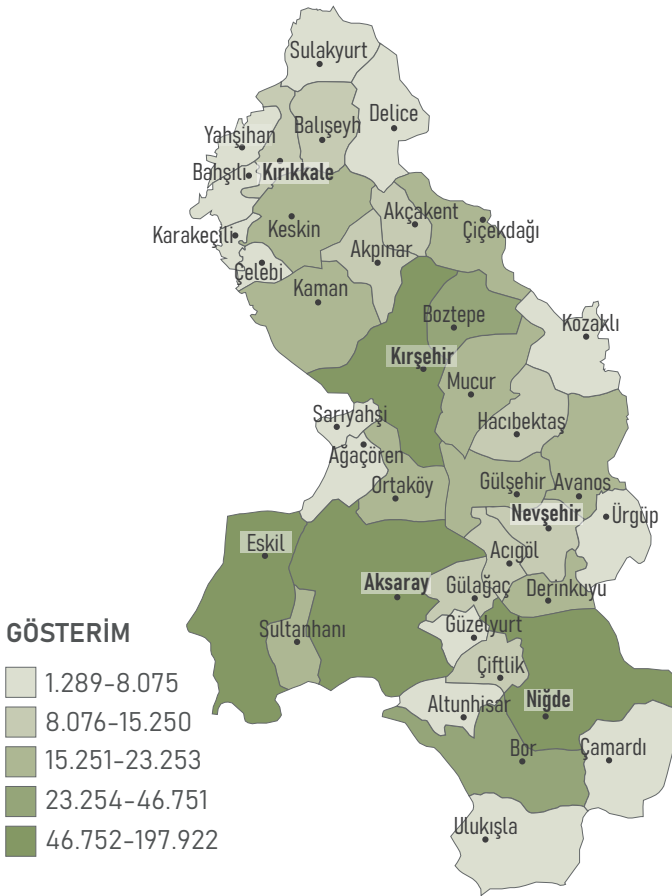 Sulakyurt
Delice
Balışeyh
Yahşihan
Bahşılı
Kırıkkale
Akçakent
Keskin
Çiçekdağı
Karakeçili
Akpınar
Çelebi
Kaman
Boztepe
Kozaklı
Kırşehir
Mucur
Sarıyahşi
Hacıbektaş
Ağaçören
Ortaköy
Gülşehir
Avanos
Nevşehir
Ürgüp
Eskil
Acıgöl
Aksaray
Gülağaç
Derinkuyu
Sultanhanı
Güzelyurt
Çiftlik
Altunhisar
Niğde
Bor
Çamardı
Ulukışla
GÖSTERİM
1.289-8.075
8.076-15.250
15.251-23.253
23.254-46.751
46.752-197.922